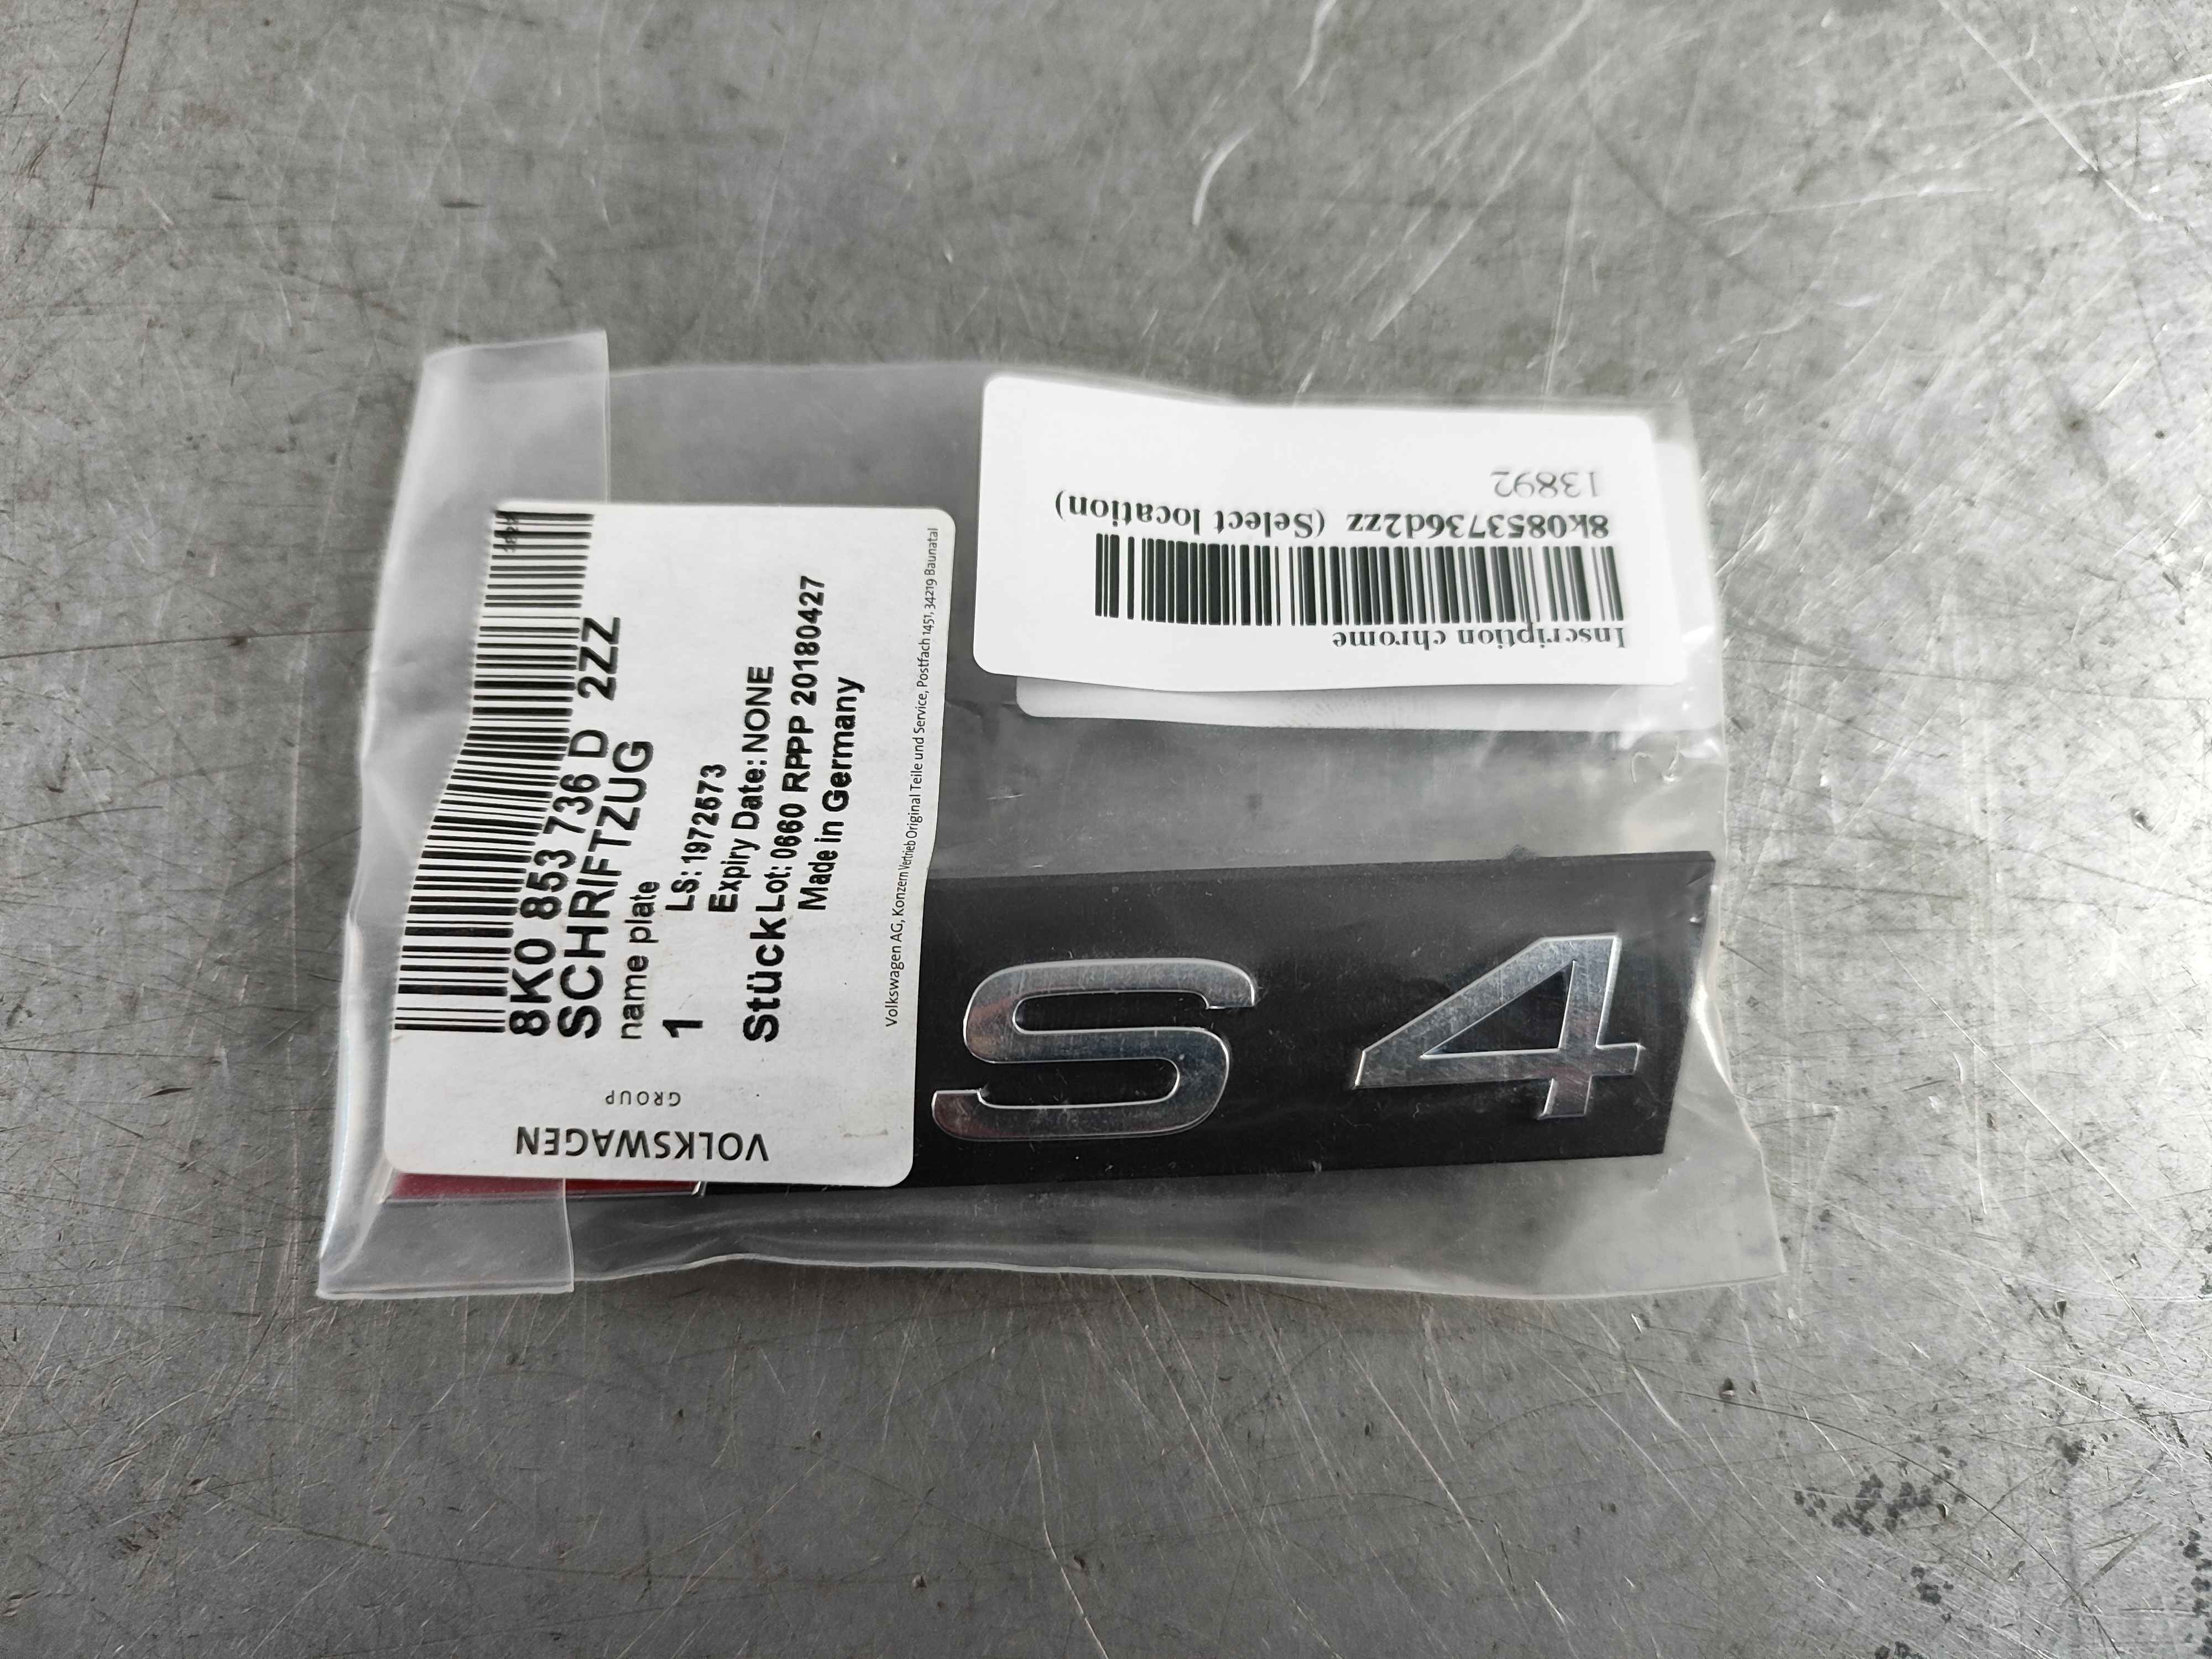 8K0 853 736 D 2ZZ
SCHRIFTZUG
name plate
1
LS: 1972573
Expiry Date: NONE
Stück Lot: 0660 RPPP 20180427
Made in Germany
Volkswagen AG, Konzern Vertrieb Original Teile und Service, Postfach 1451, 34219 Baunatal
VOLKSWAGEN
GROUP
Inscription chrome
8k0853736d2zz (Select location)
13892
S4